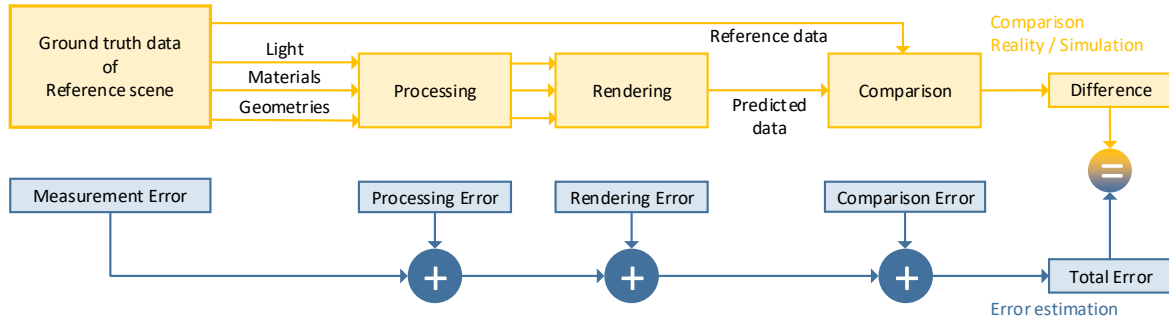 Ground truth data
of
Reference scene
Light
Materials
Geometries
Processing
Rendering
Reference data
Predicted
data
Comparison
Comparison
Reality / Simulation
Difference
=
Measurement Error
Processing Error
Rendering Error
Comparison Error
+
+
+
Total Error
Error estimation